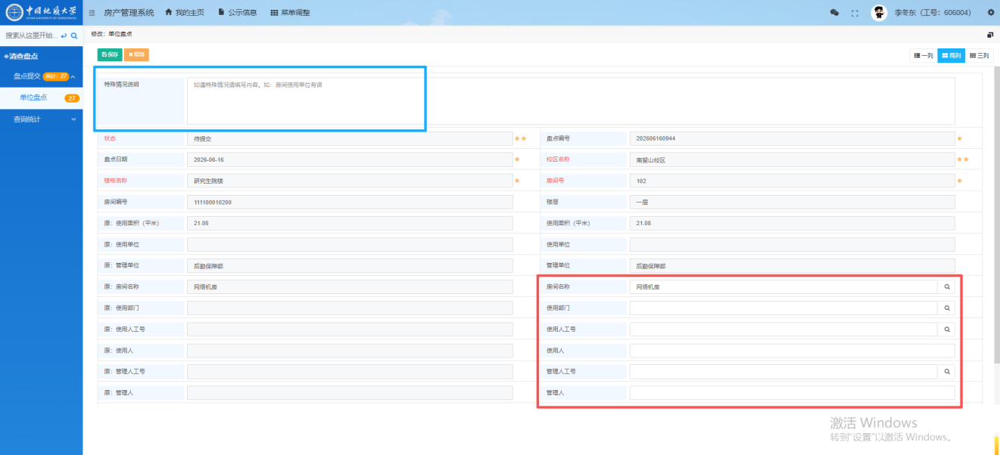 中国地质大学
CHINA UNIVERSITY OF GEOSCIENCES
房产管理系统 我的主页 公示信息 菜单调整 李冬东（工号：606004）
搜索从这里开始... 修改：单位盘点
清查盘点
盘点提交 共计：27
单位盘点 27
查询统计
保存 取消 一列 两列 三列
特殊情况说明 如遇特殊情况请填写内容。如：房间使用单位有误
状态 待提交 盘点编号 202606160944
盘点日期 2026-06-16 校区名称 南望山校区
楼栋名称 研究生院楼 房间号 102
房间编号 111100010200 楼层 一层
原：使用面积（平米） 21.08 使用面积（平米） 21.08
原：使用单位 使用单位
原：管理单位 后勤保障部 管理单位 后勤保障部
原：房间名称 网络机房 房间名称 网络机房
原：使用部门 使用部门
原：使用人工号 使用人工号
原：使用人 使用人
原：管理人工号 管理人工号
原：管理人 管理人
激活 Windows
转到"设置"以激活 Windows。